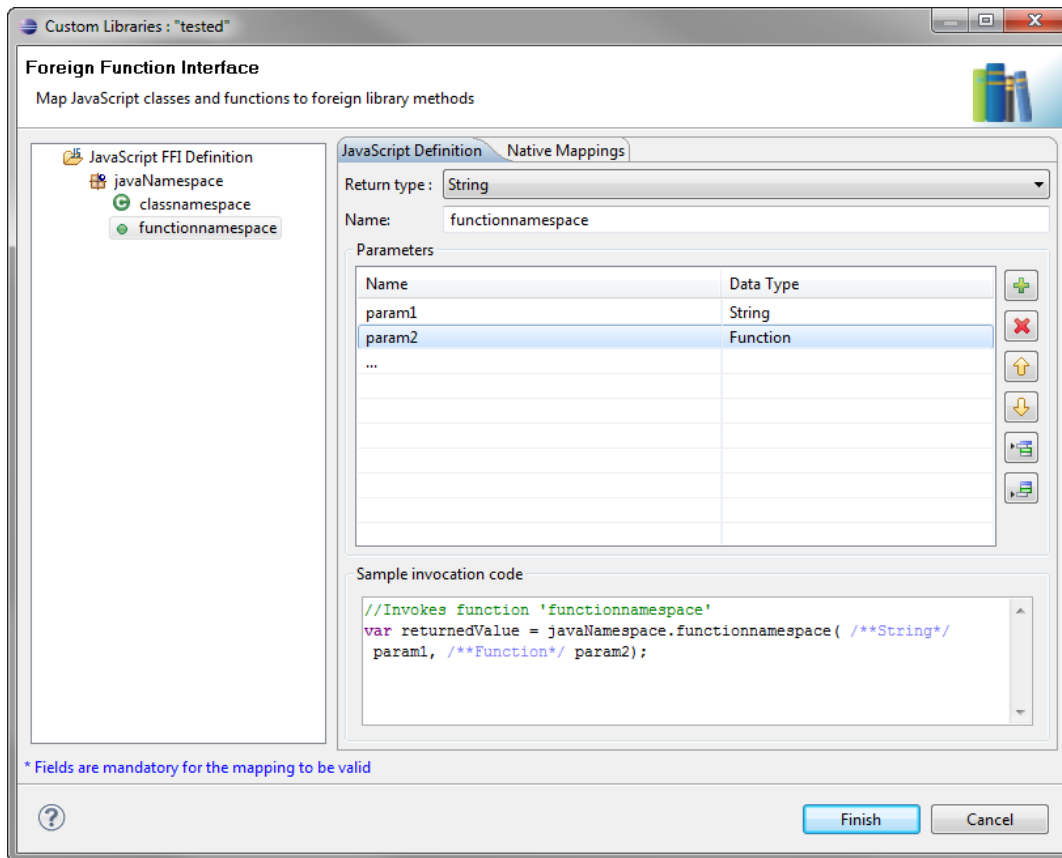 Custom Libraries : "tested"
Foreign Function Interface
Map JavaScript classes and functions to foreign library methods
JavaScript FFI Definition
javaNamespace
classnamespace
functionnamespace
JavaScript Definition
Native Mappings
Return type :
String
Name:
functionnamespace
Parameters
Name
Data Type
param1
String
param2
Function
...
Sample invocation code
//Invokes function 'functionnamespace'
var returnedValue = javaNamespace.functionnamespace( /**String*/
param1, /**Function*/ param2);
* Fields are mandatory for the mapping to be valid
Finish
Cancel